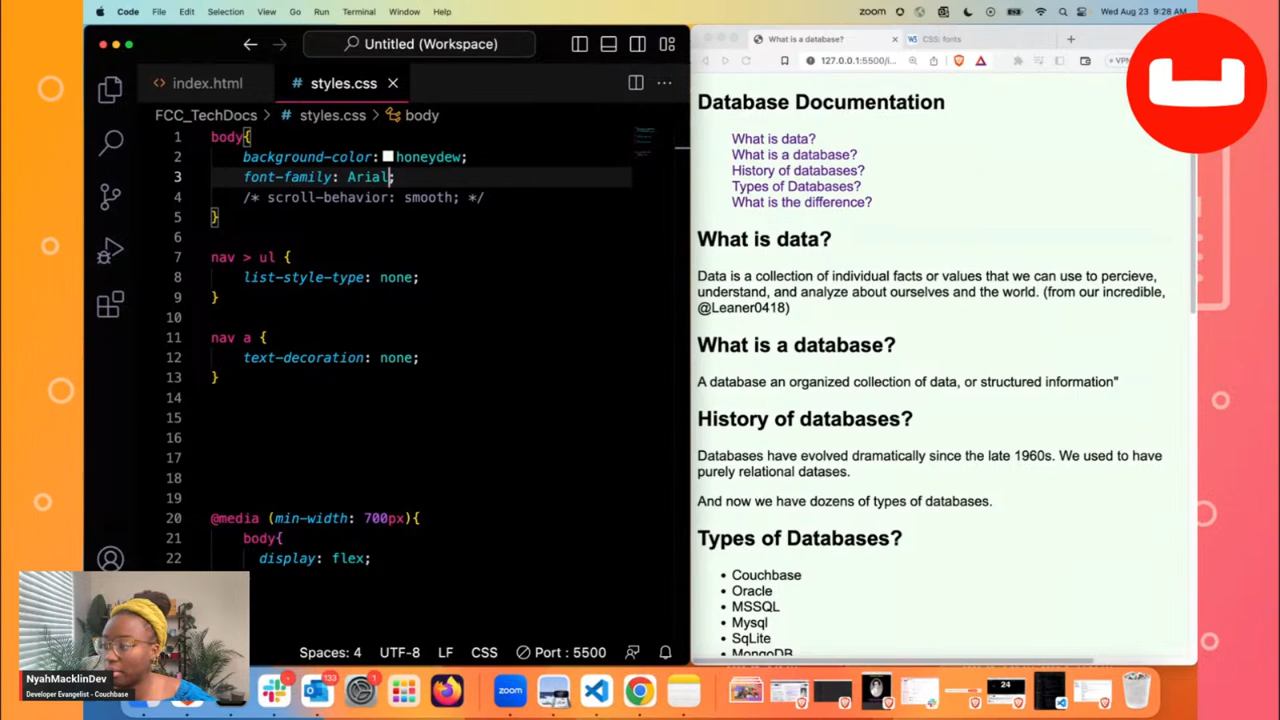 Code File Edit Selection View Go Run Terminal Window Help zoom Wed Aug 23 9:28 AM
Untitled (Workspace)
What is a database? CSS: fonts
127.0.0.1:5500/i... VPN
index.html # styles.css
FCC_TechDocs > # styles.css > body
1 body{
2 background-color: honeydew;
3 font-family: Arial;
4 /* scroll-behavior: smooth; */
5 }
6
7 nav > ul {
8 list-style-type: none;
9 }
10
11 nav a {
12 text-decoration: none;
13 }
14
15
16
17
18
19
20 @media (min-width: 700px){
21 body{
22 display: flex;
Spaces: 4 UTF-8 LF CSS Port : 5500
Database Documentation
What is data?
What is a database?
History of databases?
Types of Databases?
What is the difference?
What is data?
Data is a collection of individual facts or values that we can use to percieve,
understand, and analyze about ourselves and the world. (from our incredible,
@Leaner0418)
What is a database?
A database an organized collection of data, or structured information"
History of databases?
Databases have evolved dramatically since the late 1960s. We used to have
purely relational datases.
And now we have dozens of types of databases.
Types of Databases?
• Couchbase
• Oracle
• MSSQL
• Mysql
• SqLite
• MongoDB
NyahMacklinDev
Developer Evangelist - Couchbase
1 133 1 zoom 24